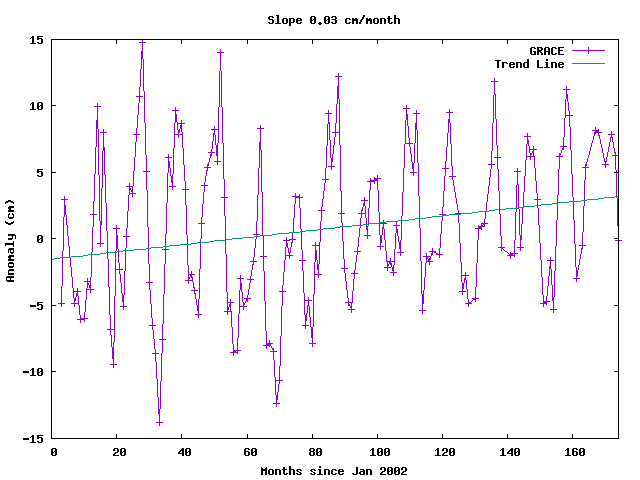 Slope 0.03 cm/month
GRACE
Trend Line
Anomaly (cm)
15
10
5
0
-5
-10
-15
0 20 40 60 80 100 120 140 160
Months since Jan 2002